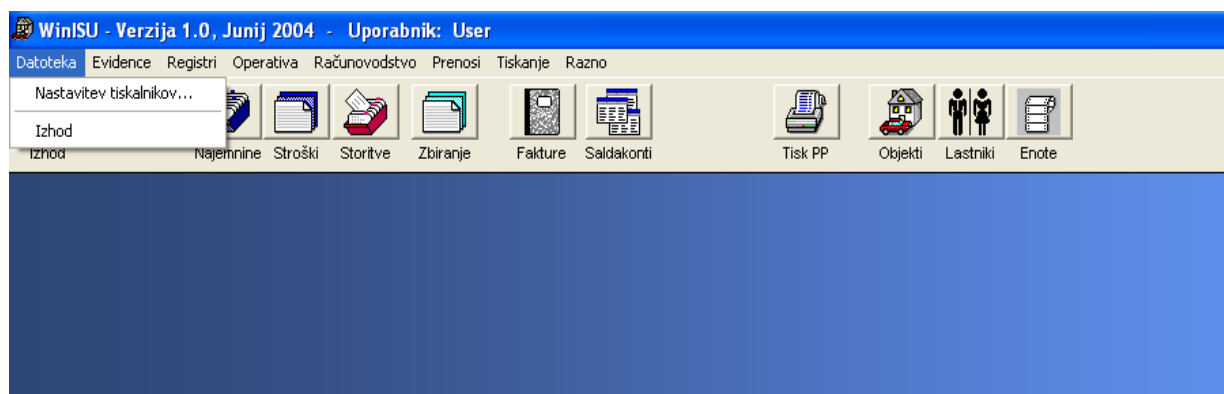 WinISU - Verzija 1.0, Junij 2004 - Uporabnik: User
Datoteka Evidence Registri Operativa Računovodstvo Prenosi Tiskanje Razno
Nastavitev tiskalnikov...
Izhod
Izhod Najemnine Stroški Storitve Zbiranje Fakture Saldakonti Tisk PP Objekti Lastniki Enote